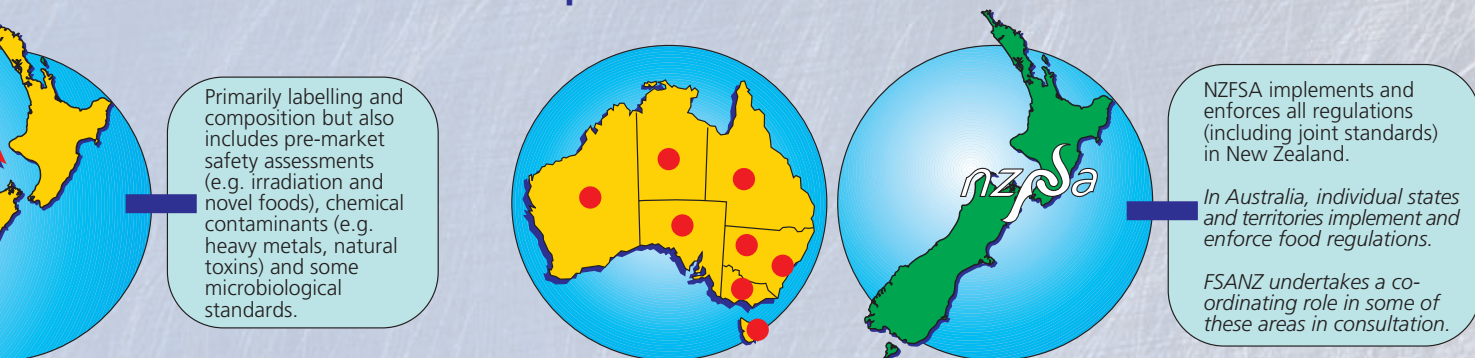 Primarily labelling and
composition but also
includes pre-market
safety assessments
(e.g. irradiation and
novel foods), chemical
contaminants (e.g.
heavy metals, natural
toxins) and some
microbiological
standards.
nzfsa
NZFSA implements and
enforces all regulations
(including joint standards)
in New Zealand.
In Australia, individual states
and territories implement and
enforce food regulations.
FSANZ undertakes a co-
ordinating role in some of
these areas in consultation.